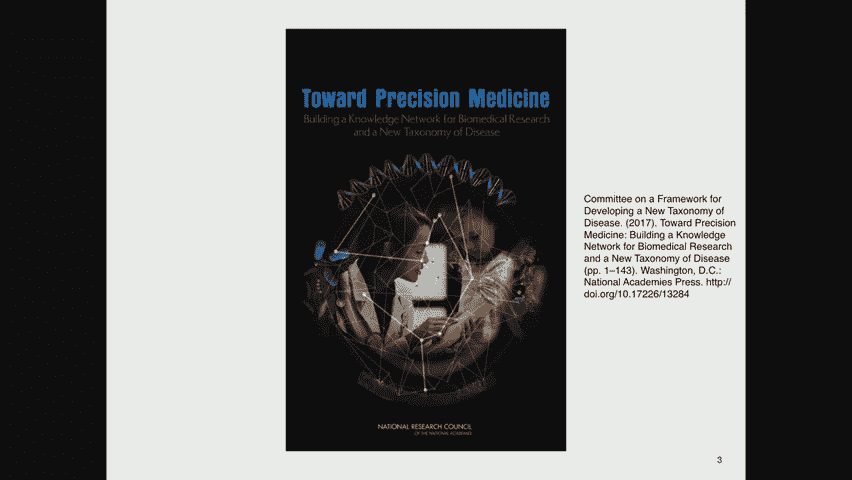 Toward Precision Medicine
Building a Knowledge Network for Biomedical Research
and a New Taxonomy of Disease
NATIONAL RESEARCH COUNCIL
OF THE NATIONAL ACADEMIES
Committee on a Framework for
Developing a New Taxonomy of
Disease. (2017). Toward Precision
Medicine: Building a Knowledge
Network for Biomedical Research
and a New Taxonomy of Disease
(pp. 1–143). Washington, D.C.:
National Academies Press. http://
doi.org/10.17226/13284
3